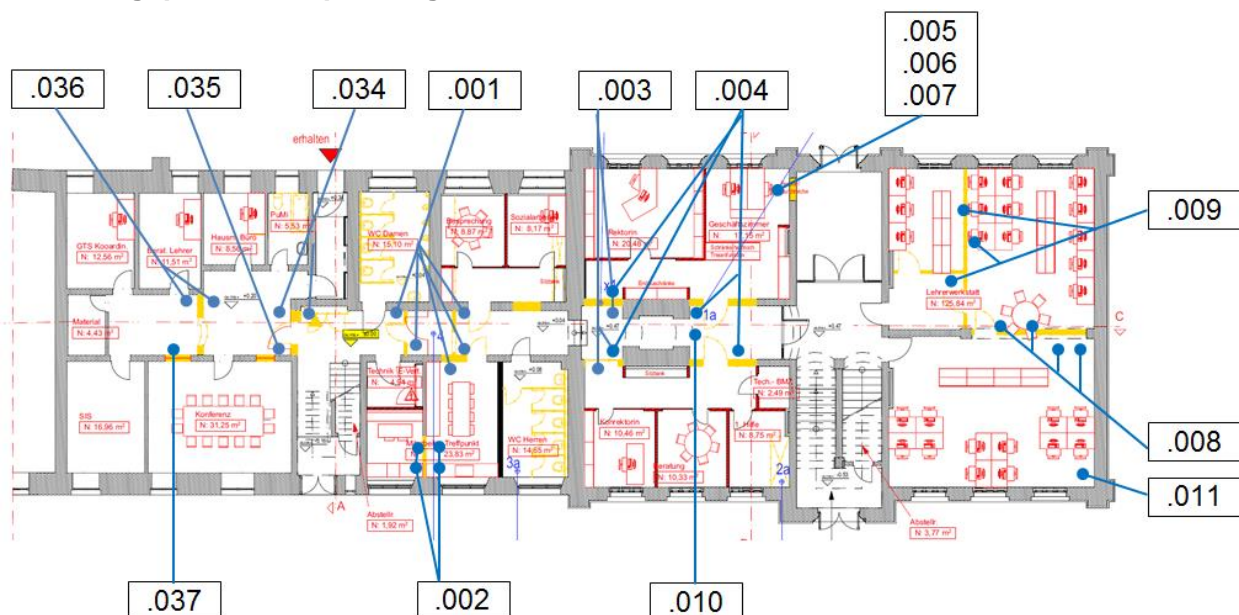 .005
.006
.007
.036
.035
.034
.001
.003
.004
erhalten
PuMi
N: 5,53 m²
WC Damen
N: 15,10 m²
Besprechung
N: 8,87 m²
N: 8,17 m²
Rektorin
N: 20,48 m²
Geschäftszimmer
.009
GTS Kooardin.
N: 12,56 m²
Berat. Lehrer
N: 11,51 m²
Hausm. Büro
Lehrerwerkstatt
N: 125,84 m²
Material
N: 4,43 m²
1a
C
SIS
N: 16,96 m²
Konferenz
N: 31,25 m²
Technik
Treffpunkt
N: 23,83 m²
WC Herren
N: 14,65 m²
3a
Konrektorin
N: 10,46 m²
Beratung
N: 10,33 m²
Tech.- BMZ
N: 2,49 m²
1. Hilfe
N: 8,75 m²
2a
.008
.011
A
Abstellr.
N: 1,92 m²
Abstellr.
N: 3,77 m²
.037
.002
.010